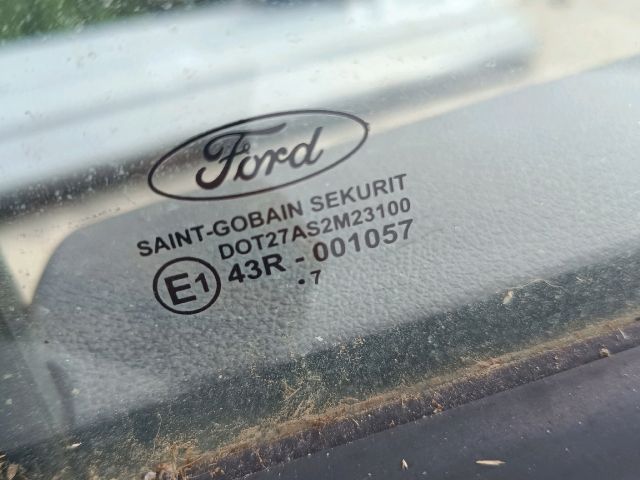 Ford
SAINT-GOBAIN SEKURIT
DOT27AS2M23100
E1 43R - 001057
.7